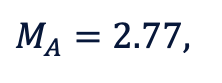 M_A = 2.77,